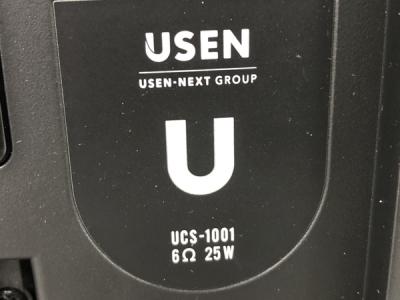 USEN
USEN-NEXT GROUP
U
UCS-1001
6Ω 25W